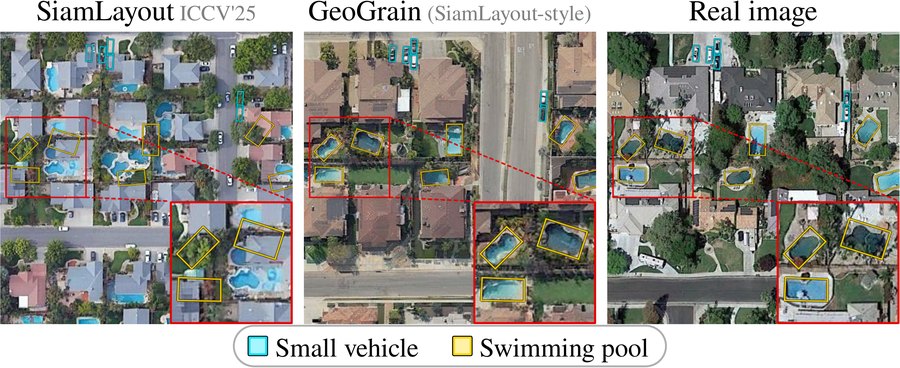 SiamLayout ICCV'25
GeoGrain (SiamLayout-style)
Real image
Small vehicle
Swimming pool